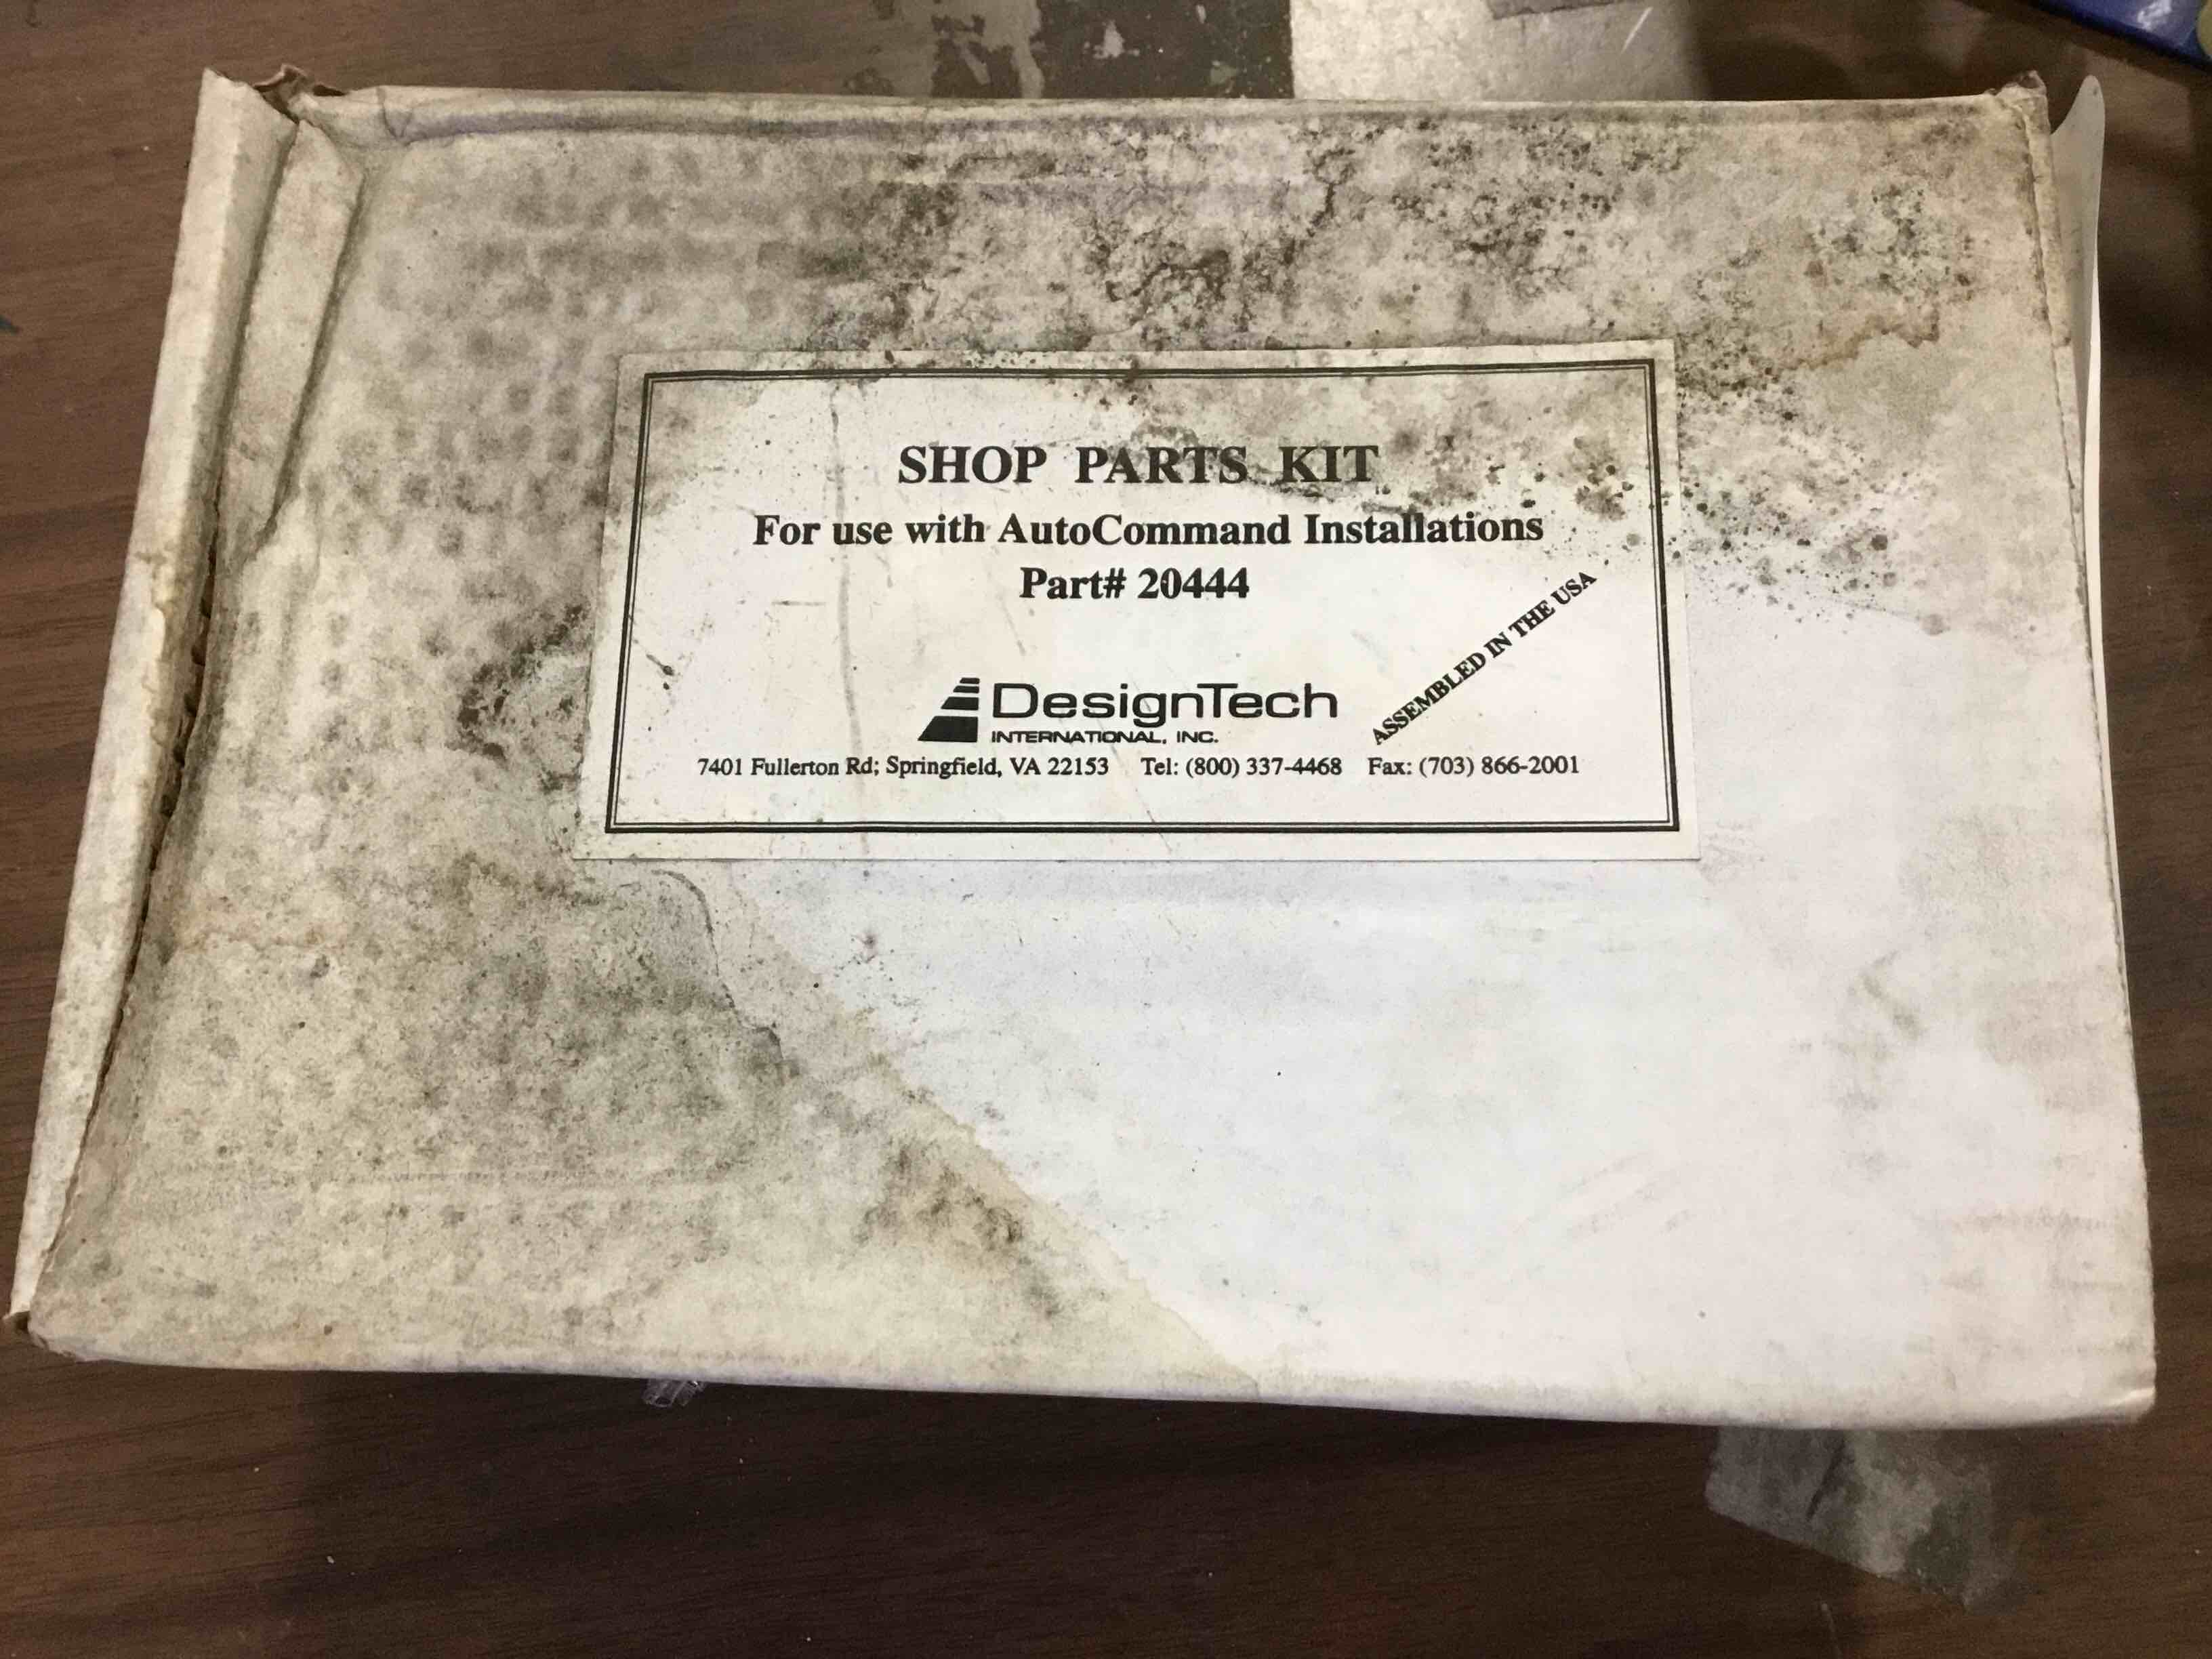 SHOP PARTS KIT
For use with AutoCommand Installations
Part# 20444
ASSEMBLED IN THE USA
DesignTech
INTERNATIONAL, INC.
7401 Fullerton Rd; Springfield, VA 22153 Tel: (800) 337-4468 Fax: (703) 866-2001